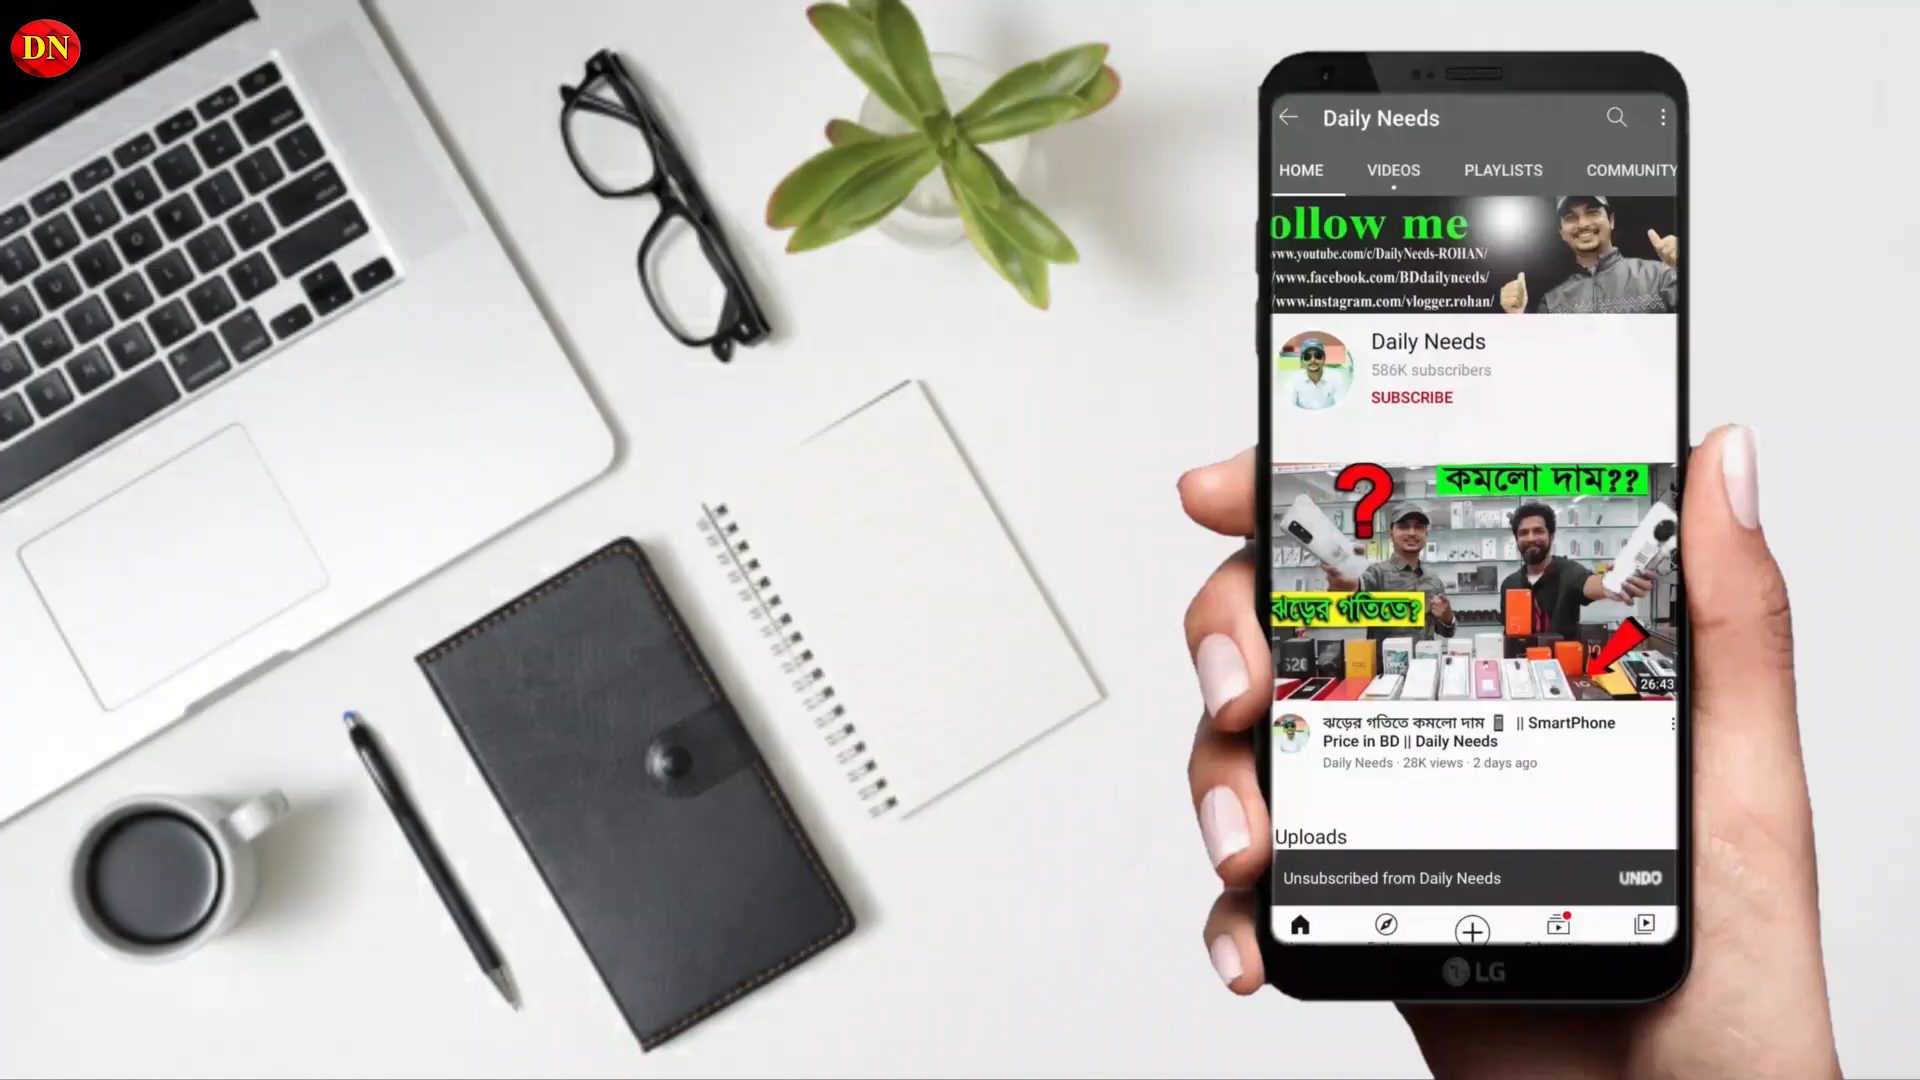 DN
Daily Needs
HOME VIDEOS PLAYLISTS COMMUNITY
ollow me
www.youtube.com/c/DailyNeeds-ROHAN/
/www.facebook.com/BDdailyneeds/
/www.instagram.com/vlogger.rohan/
Daily Needs
586K subscribers
SUBSCRIBE
?
কমলো দাম??
ঝড়ের গতিতে?
S20
26:43
ঝড়ের গতিতে কমলো দাম || SmartPhone
Price in BD || Daily Needs
Daily Needs · 28K views · 2 days ago
Uploads
Unsubscribed from Daily Needs UNDO
LG